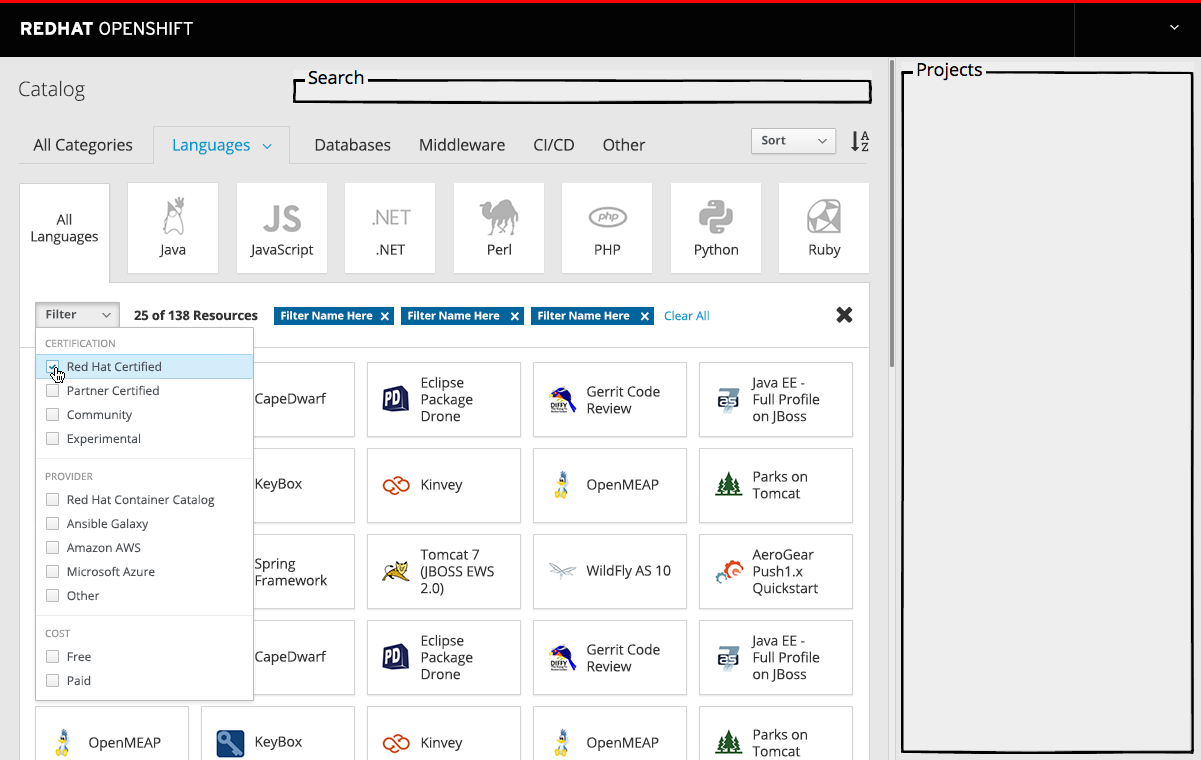 REDHAT OPENSHIFT
Catalog
Search
Projects
All Categories
Languages
Databases
Middleware
CI/CD
Other
Sort
A
Z
All
Languages
Java
JS
JavaScript
.NET
.NET
Perl
php
PHP
Python
Ruby
Filter
25 of 138 Resources
Filter Name Here
Filter Name Here
Filter Name Here
Clear All
CERTIFICATION
Red Hat Certified
Partner Certified
Community
Experimental
PROVIDER
Red Hat Container Catalog
Ansible Galaxy
Amazon AWS
Microsoft Azure
Other
COST
Free
Paid
CapeDwarf
PD
Eclipse
Package
Drone
DIFFY
Gerrit Code
Review
as
Java EE -
Full Profile
on JBoss
KeyBox
Kinvey
OpenMEAP
Parks on
Tomcat
Spring
Framework
Tomcat 7
(JBOSS EWS
2.0)
WildFly AS 10
AeroGear
Push1.x
Quickstart
CapeDwarf
PD
Eclipse
Package
Drone
DIFFY
Gerrit Code
Review
as
Java EE -
Full Profile
on JBoss
OpenMEAP
KeyBox
Kinvey
OpenMEAP
Parks on
Tomcat